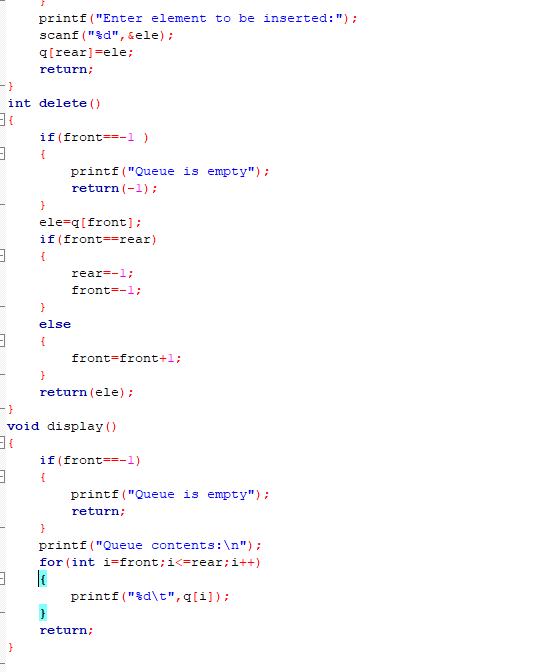 }
    printf("Enter element to be inserted:");
    scanf("%d",&ele);
    q[rear]=ele;
    return;
}
int delete()
{
    if(front==-1 )
    {
        printf("Queue is empty");
        return(-1);
    }
    ele=q[front];
    if(front==rear)
    {
        rear=-1;
        front=-1;
    }
    else
    {
        front=front+1;
    }
    return(ele);
}
void display()
{
    if(front==-1)
    {
        printf("Queue is empty");
        return;
    }
    printf("Queue contents:\n");
    for(int i=front;i<=rear;i++)
    {
        printf("%d\t",q[i]);
    }
    return;
}